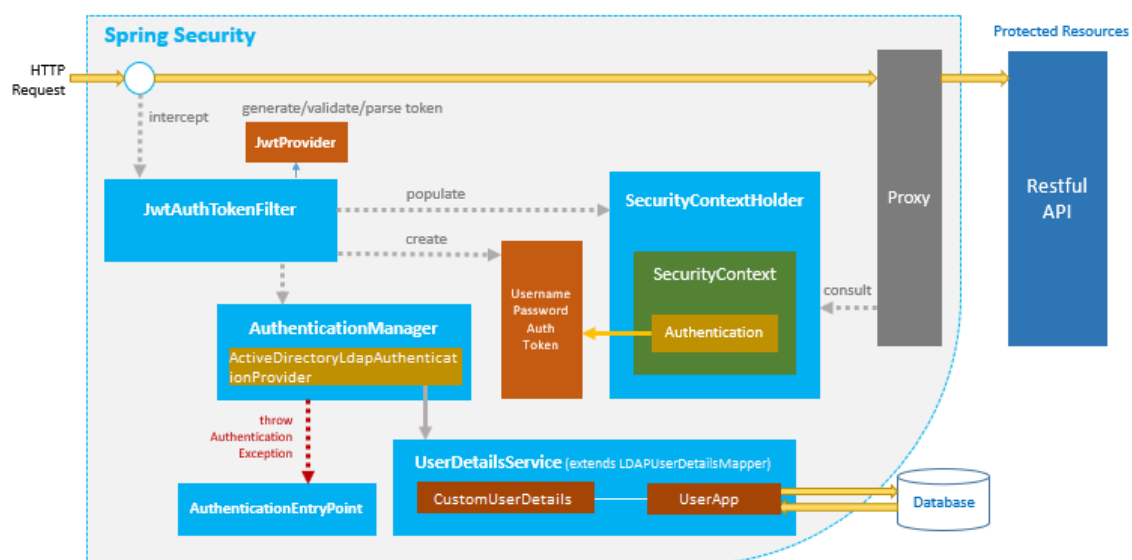 Spring Security
Protected Resources
HTTP
Request
intercept
generate/validate/parse token
JwtProvider
JwtAuthTokenFilter
populate
create
SecurityContextHolder
SecurityContext
Authentication
Username
Password
Auth
Token
Proxy
consult
Restful
API
AuthenticationManager
ActiveDirectoryLdapAuthenticat
ionProvider
throw
Authentication
Exception
AuthenticationEntryPoint
UserDetailsService (extends LDAPUserDetailsMapper)
CustomUserDetails
UserApp
Database